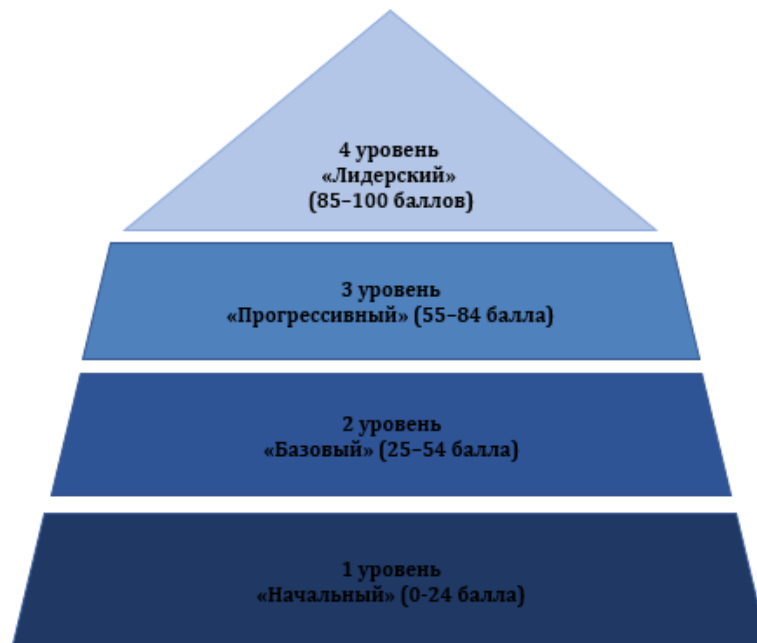 4 уровень
«Лидерский»
(85–100 баллов)
3 уровень
«Прогрессивный» (55–84 балла)
2 уровень
«Базовый» (25–54 балла)
1 уровень
«Начальный» (0-24 балла)